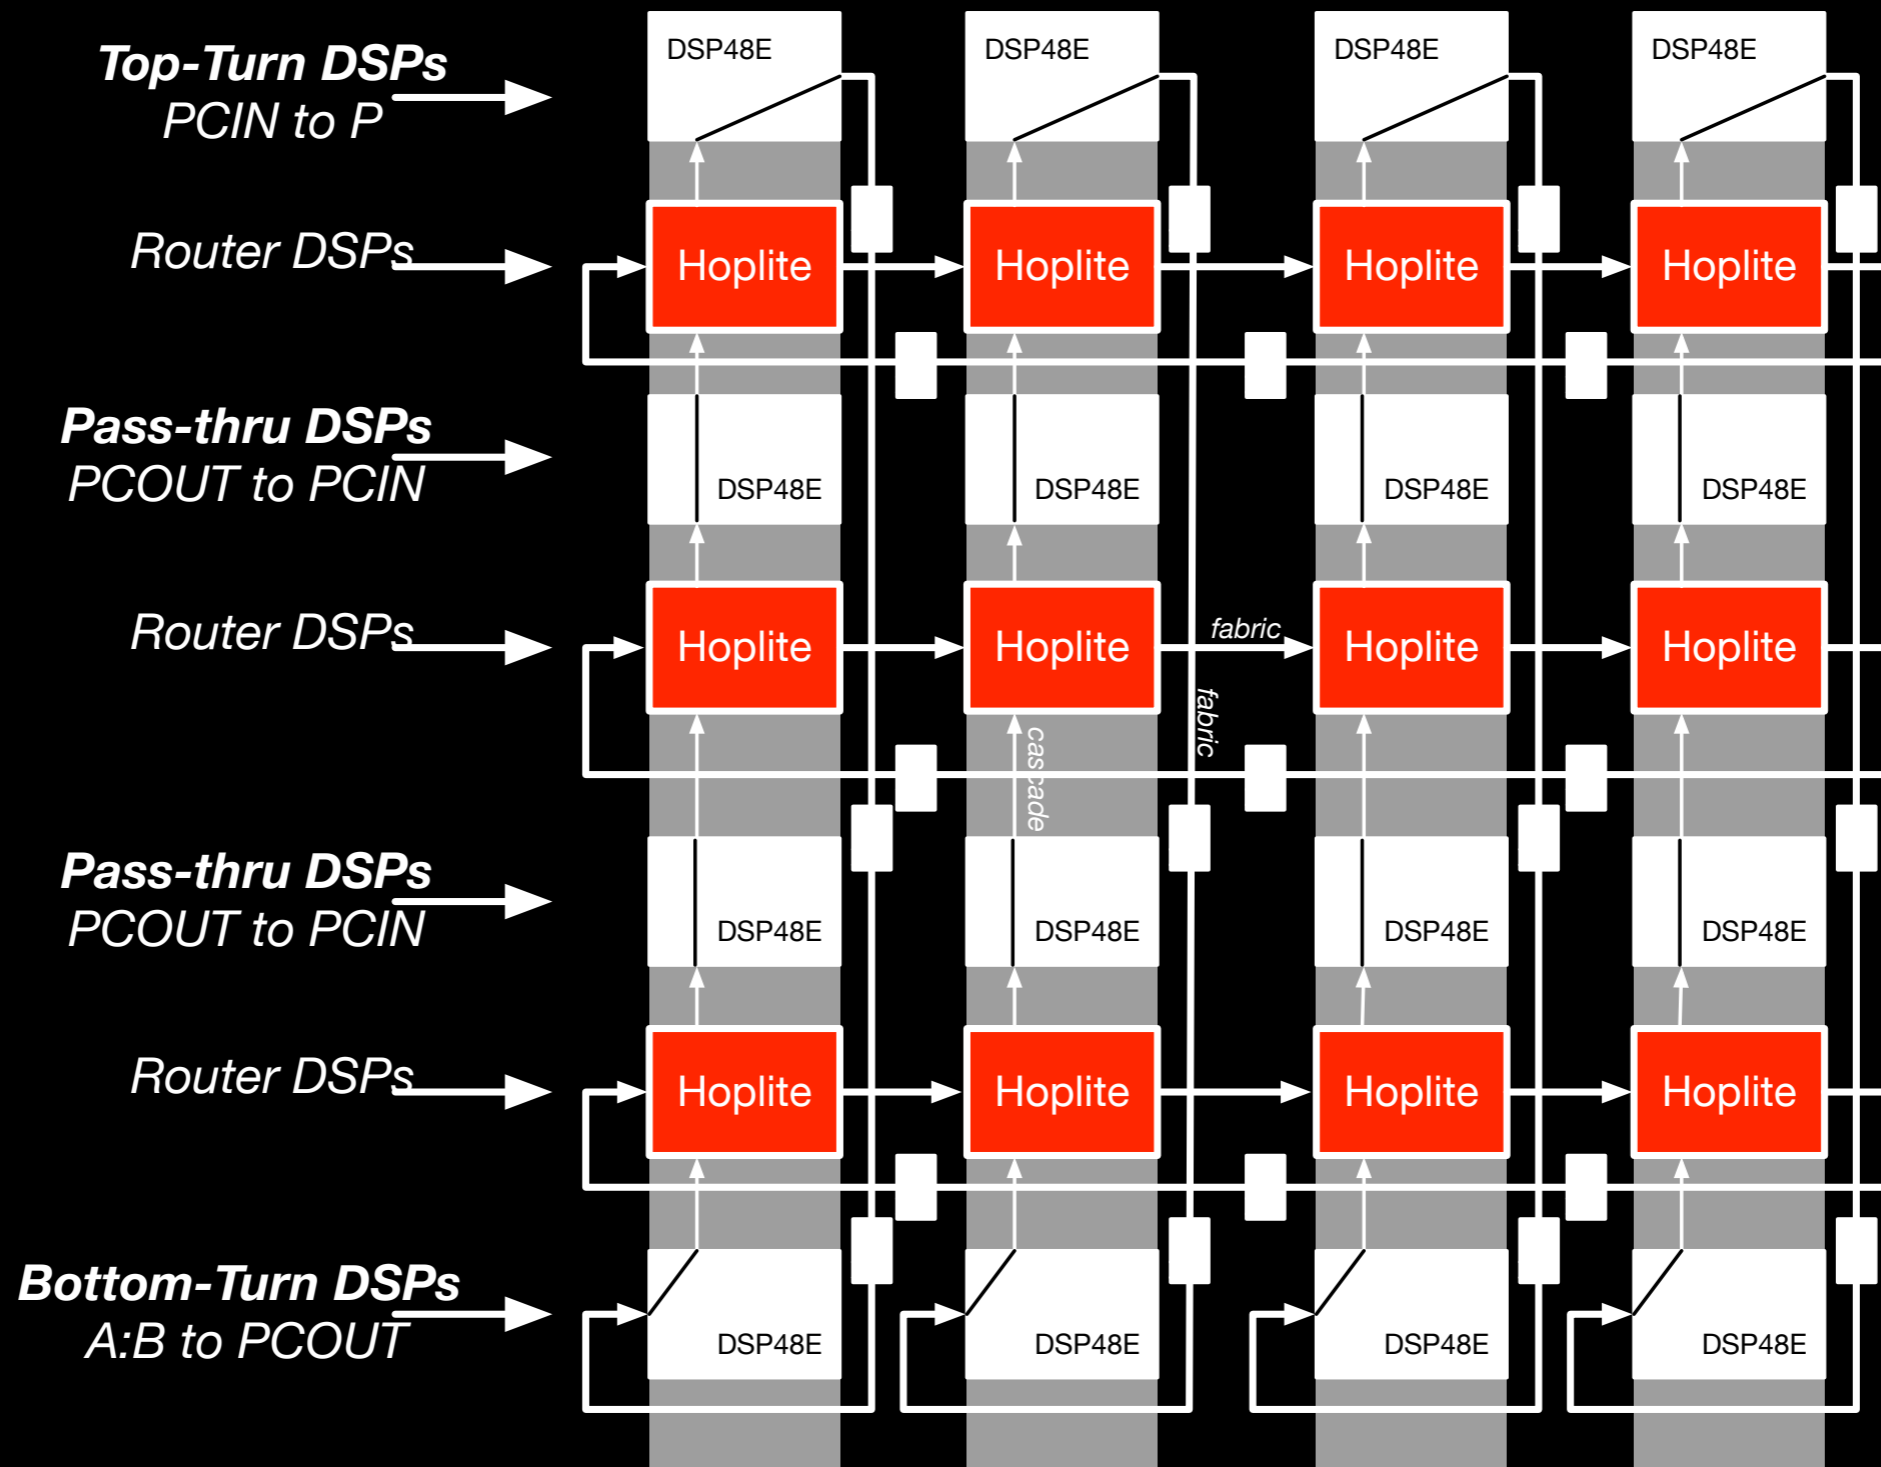 Top-Turn DSPs
PCIN to P
DSP48E DSP48E DSP48E DSP48E
Router DSPs
Hoplite Hoplite Hoplite Hoplite
Pass-thru DSPs
PCOUT to PCIN
DSP48E DSP48E DSP48E DSP48E
Router DSPs
Hoplite Hoplite Hoplite Hoplite
fabric
fabric
cascade
Pass-thru DSPs
PCOUT to PCIN
DSP48E DSP48E DSP48E DSP48E
Router DSPs
Hoplite Hoplite Hoplite Hoplite
Bottom-Turn DSPs
A:B to PCOUT
DSP48E DSP48E DSP48E DSP48E